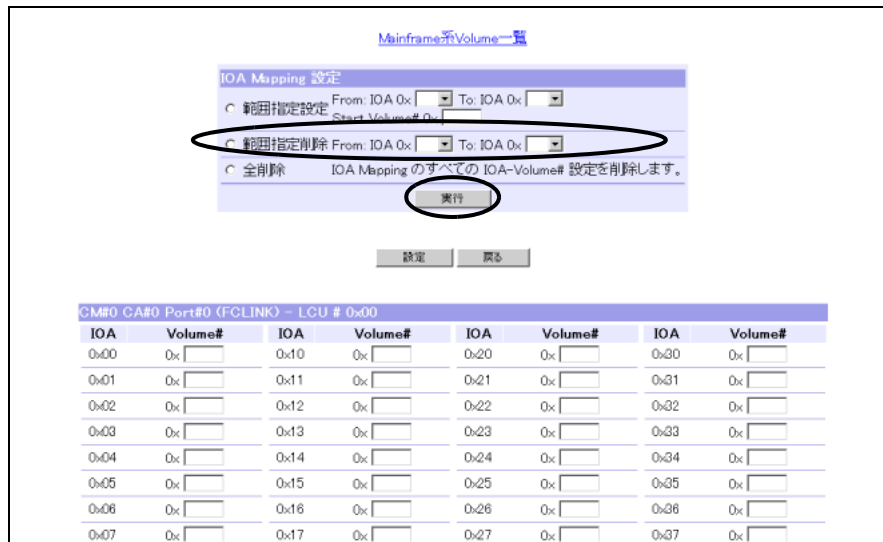 Mainframe系Volume一覧
IOA Mapping 設定
範囲指定設定 From: IOA 0x To: IOA 0x
Start Volume# 0x
範囲指定削除 From: IOA 0x To: IOA 0x
全削除 IOA Mapping のすべての IOA-Volume# 設定を削除します。
実行
設定 戻る
CM#0 CA#0 Port#0 (FCLINK) - LCU # 0x00
IOA Volume# IOA Volume# IOA Volume# IOA Volume#
0x00 0x 0x10 0x 0x20 0x 0x30 0x
0x01 0x 0x11 0x 0x21 0x 0x31 0x
0x02 0x 0x12 0x 0x22 0x 0x32 0x
0x03 0x 0x13 0x 0x23 0x 0x33 0x
0x04 0x 0x14 0x 0x24 0x 0x34 0x
0x05 0x 0x15 0x 0x25 0x 0x35 0x
0x06 0x 0x16 0x 0x26 0x 0x36 0x
0x07 0x 0x17 0x 0x27 0x 0x37 0x